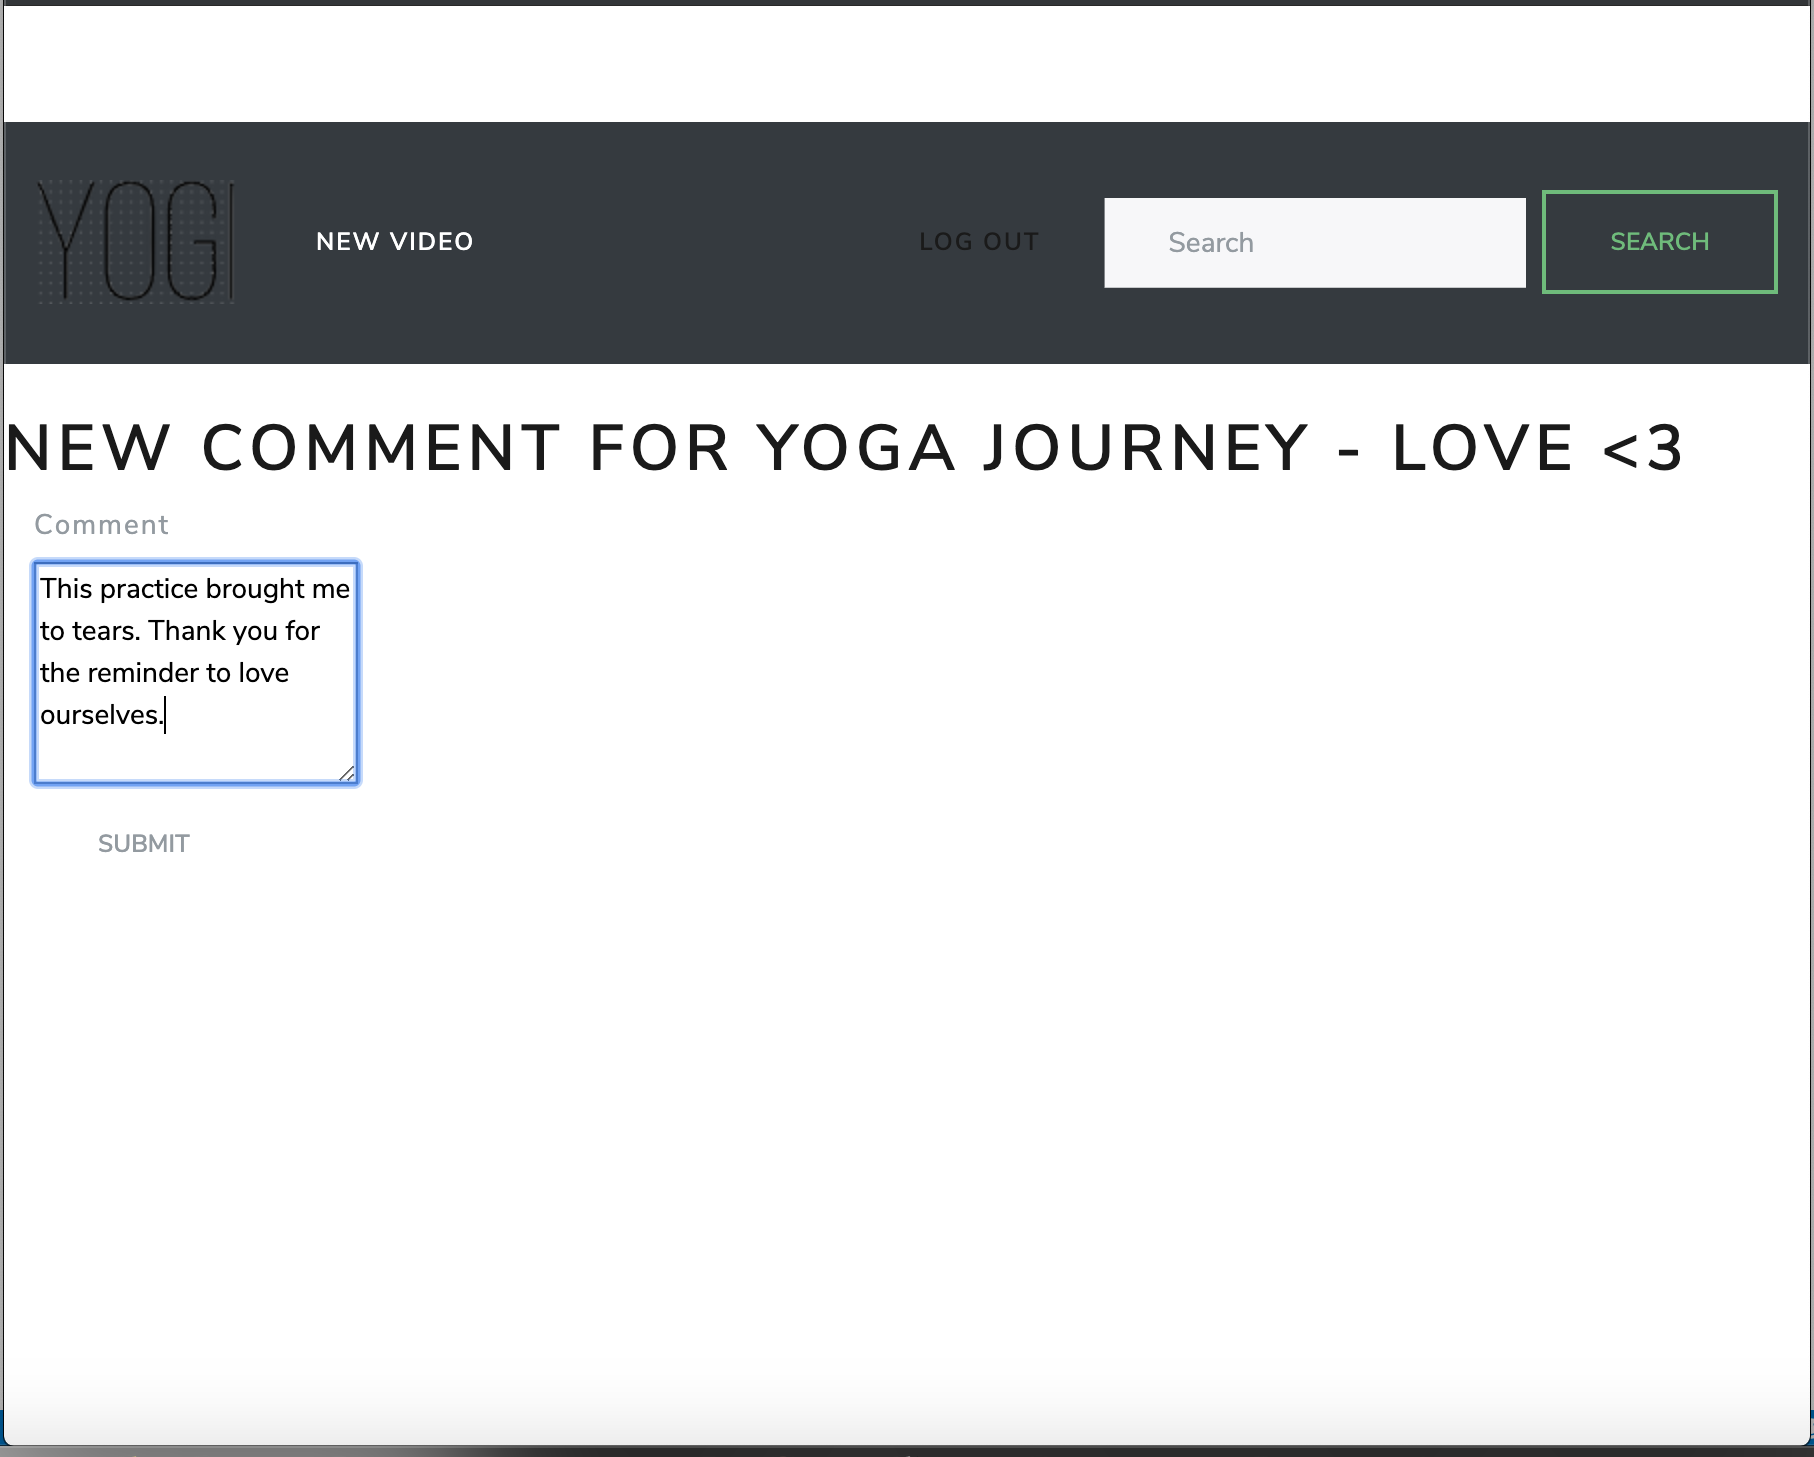 YOGI
NEW VIDEO
LOG OUT
Search
SEARCH
NEW COMMENT FOR YOGA JOURNEY - LOVE <3
Comment
This practice brought me
to tears. Thank you for
the reminder to love
ourselves.
SUBMIT